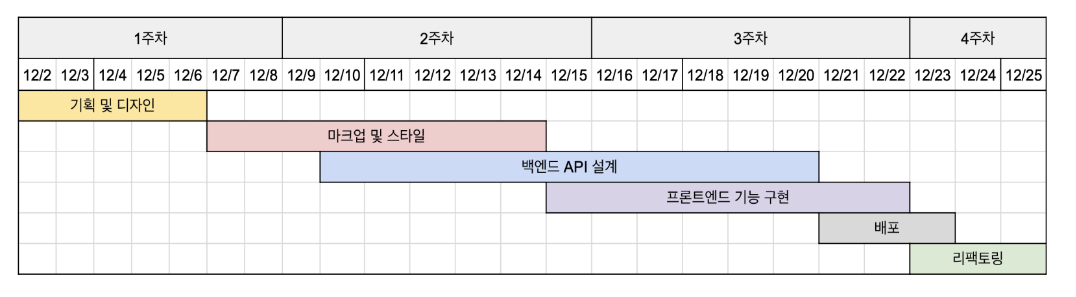 1주차 2주차 3주차 4주차
12/2 12/3 12/4 12/5 12/6 12/7 12/8 12/9 12/10 12/11 12/12 12/13 12/14 12/15 12/16 12/17 12/18 12/19 12/20 12/21 12/22 12/23 12/24 12/25
기획 및 디자인
마크업 및 스타일
백엔드 API 설계
프론트엔드 기능 구현
배포
리팩토링